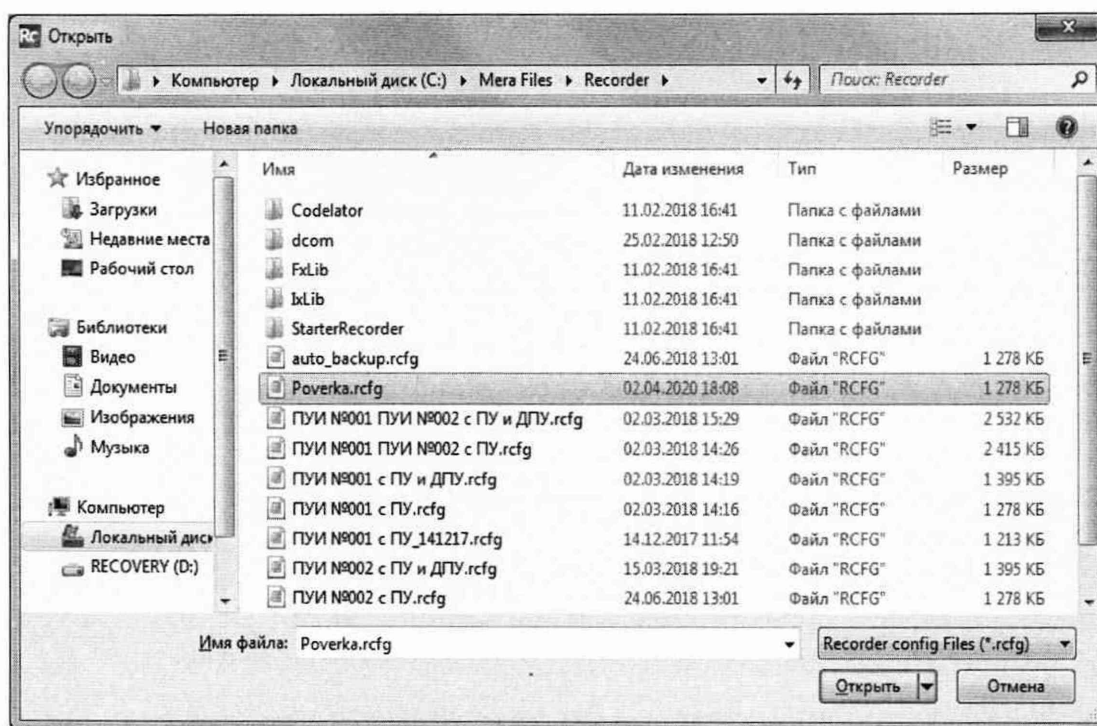 Rc Открыть
Компьютер Локальный диск (C:) Mera Files Recorder Поиск: Recorder
Упорядочить Новая папка
Имя Дата изменения Тип Размер
Избранное
Загрузки
Недавние места
Рабочий стол
Библиотеки
Видео
Документы
Изображения
Музыка
Компьютер
Локальный диск
RECOVERY (D:)
Codelator 11.02.2018 16:41 Папка с файлами
dcom 25.02.2018 12:50 Папка с файлами
FxLib 11.02.2018 16:41 Папка с файлами
IxLib 11.02.2018 16:41 Папка с файлами
StarterRecorder 11.02.2018 16:41 Папка с файлами
auto_backup.rcfg 24.06.2018 13:01 Файл "RCFG" 1 278 КБ
Poverka.rcfg 02.04.2020 18:08 Файл "RCFG" 1 278 КБ
ПУИ №001 ПУИ №002 с ПУ и ДПУ.rcfg 02.03.2018 15:29 Файл "RCFG" 2 532 КБ
ПУИ №001 ПУИ №002 с ПУ.rcfg 02.03.2018 14:26 Файл "RCFG" 2 415 КБ
ПУИ №001 с ПУ и ДПУ.rcfg 02.03.2018 14:19 Файл "RCFG" 1 395 КБ
ПУИ №001 с ПУ.rcfg 02.03.2018 14:16 Файл "RCFG" 1 278 КБ
ПУИ №001 с ПУ_141217.rcfg 14.12.2017 11:54 Файл "RCFG" 1 213 КБ
ПУИ №002 с ПУ и ДПУ.rcfg 15.03.2018 19:21 Файл "RCFG" 1 395 КБ
ПУИ №002 с ПУ.rcfg 24.06.2018 13:01 Файл "RCFG" 1 278 КБ
Имя файла: Poverka.rcfg Recorder config Files (*.rcfg)
Открыть Отмена